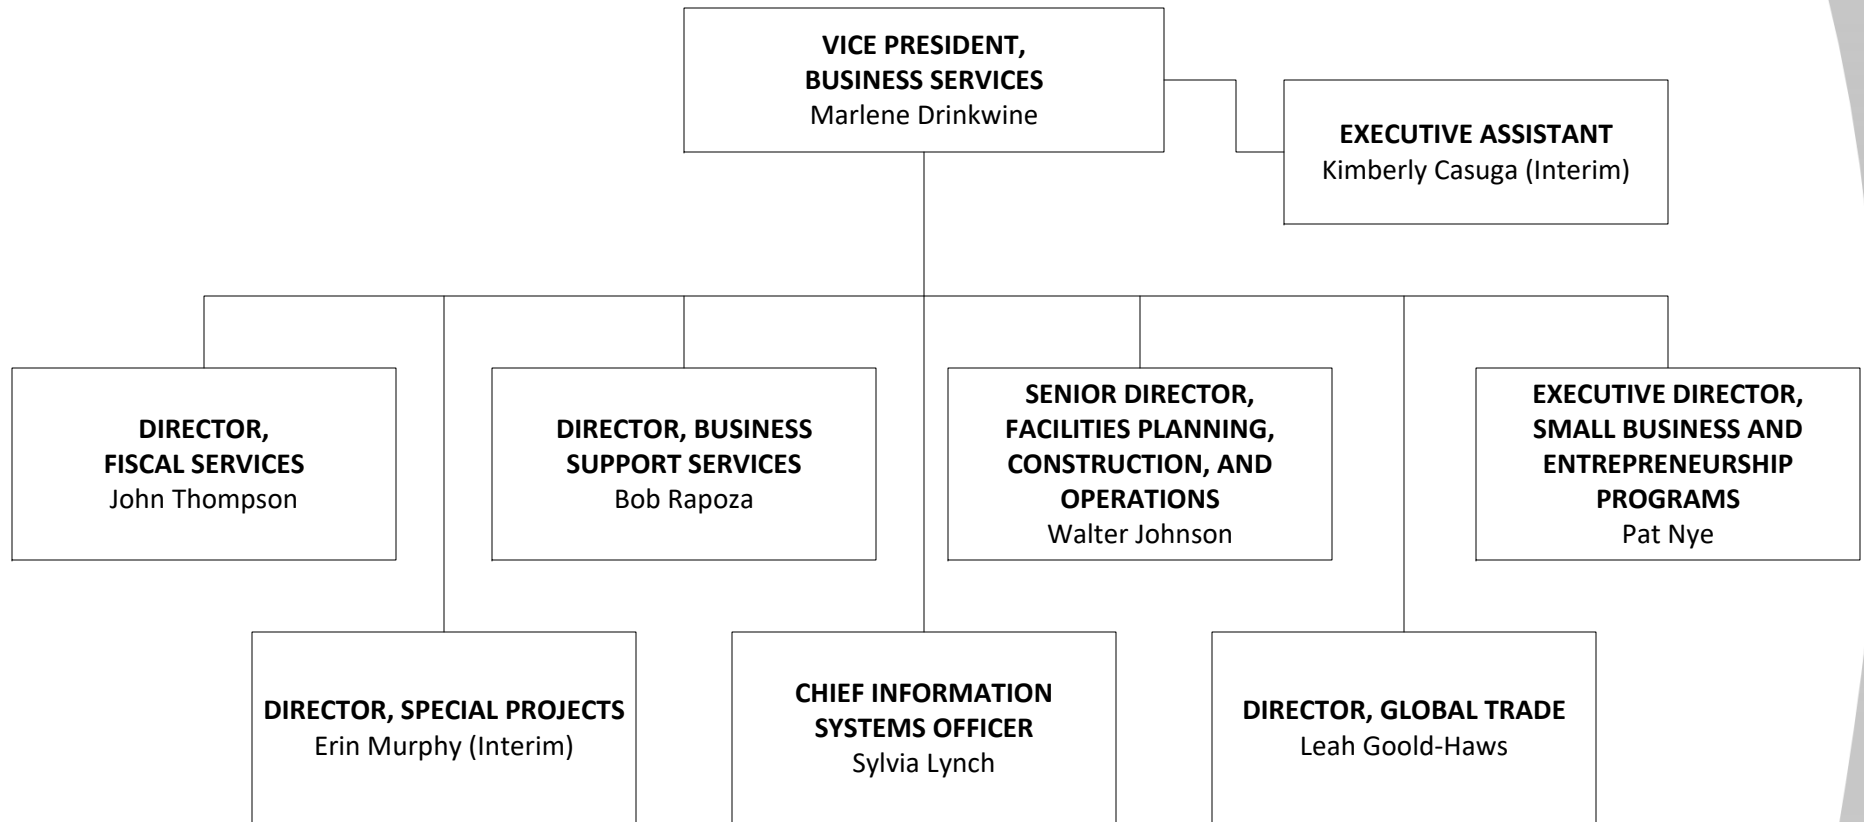 VICE PRESIDENT,
BUSINESS SERVICES
Marlene Drinkwine
EXECUTIVE ASSISTANT
Kimberly Casuga (Interim)
DIRECTOR,
FISCAL SERVICES
John Thompson
DIRECTOR, BUSINESS
SUPPORT SERVICES
Bob Rapoza
SENIOR DIRECTOR,
FACILITIES PLANNING,
CONSTRUCTION, AND
OPERATIONS
Walter Johnson
EXECUTIVE DIRECTOR,
SMALL BUSINESS AND
ENTREPRENEURSHIP
PROGRAMS
Pat Nye
DIRECTOR, SPECIAL PROJECTS
Erin Murphy (Interim)
CHIEF INFORMATION
SYSTEMS OFFICER
Sylvia Lynch
DIRECTOR, GLOBAL TRADE
Leah Goold-Haws